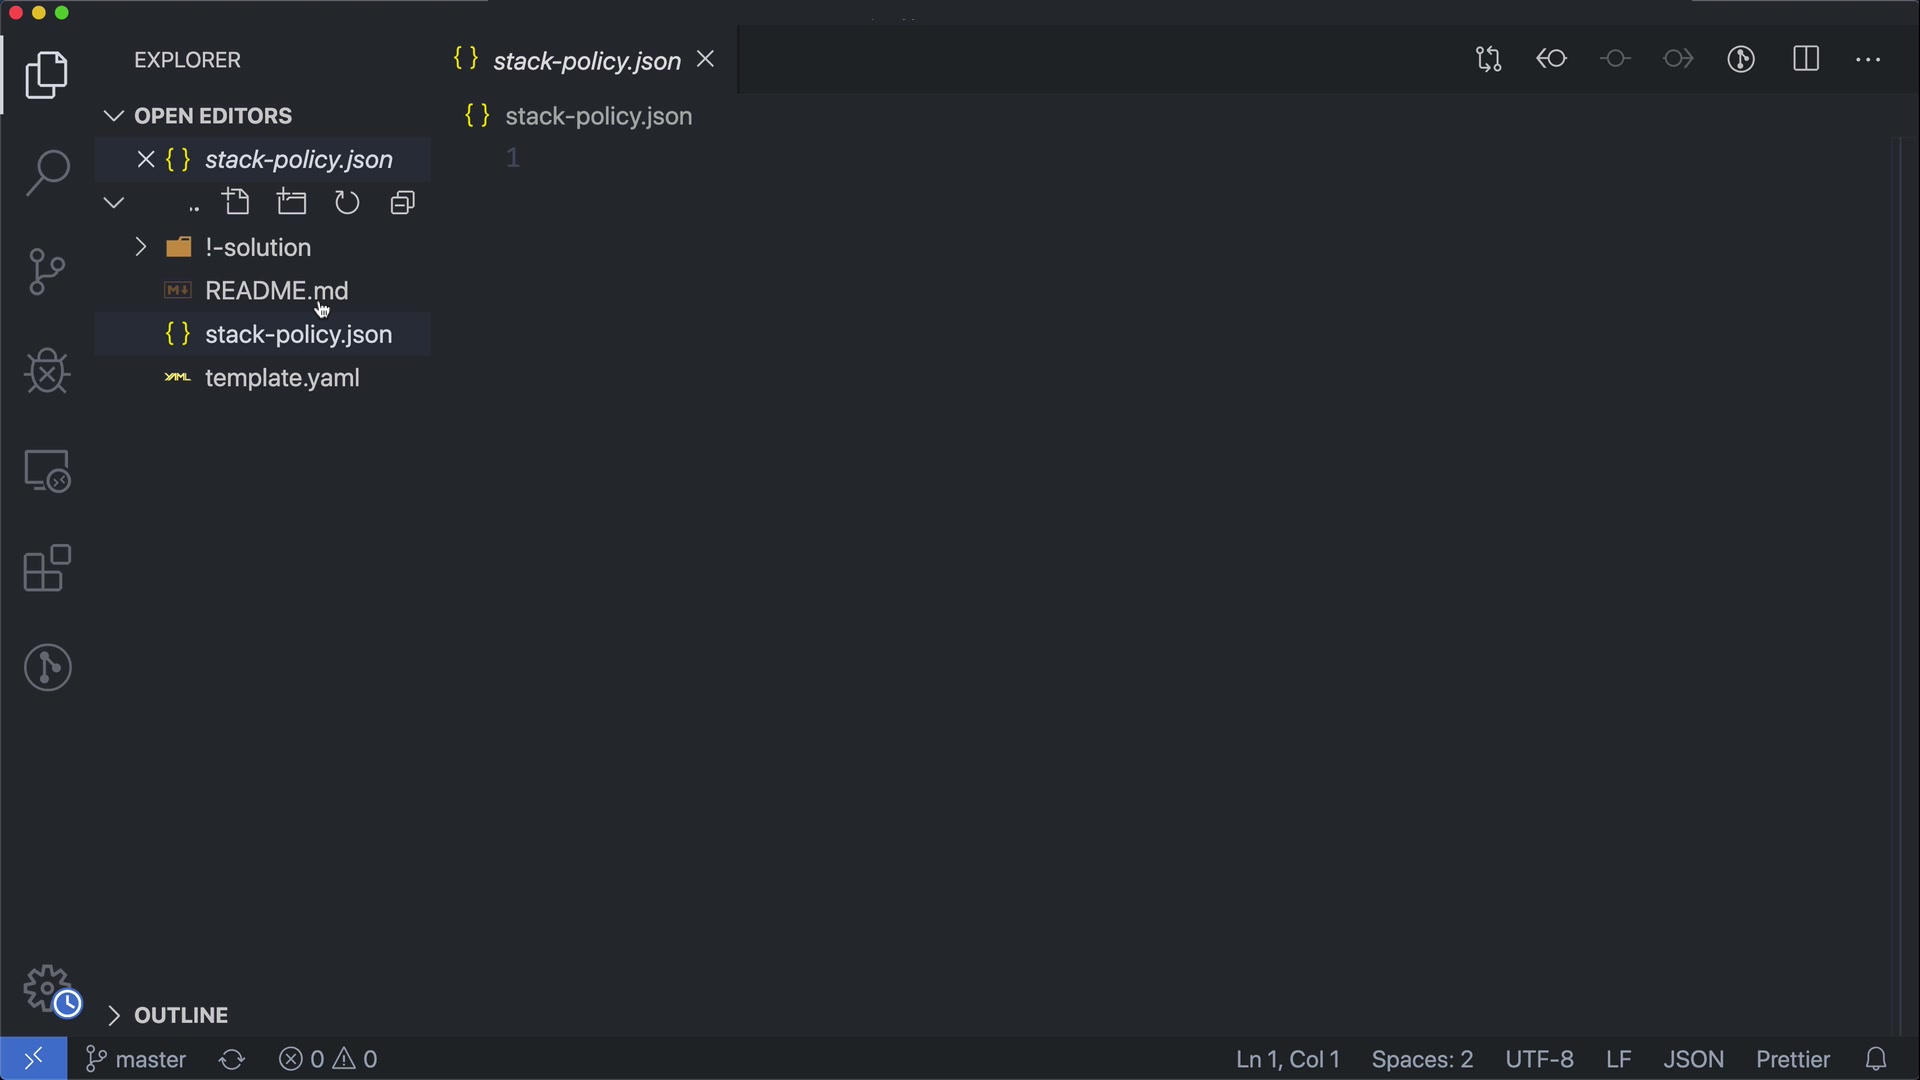 EXPLORER
{} stack-policy.json
OPEN EDITORS
{} stack-policy.json
..
!-solution
README.md
{} stack-policy.json
YAML template.yaml
OUTLINE
{} stack-policy.json
1
master
0 0
Ln 1, Col 1
Spaces: 2
UTF-8
LF
JSON
Prettier